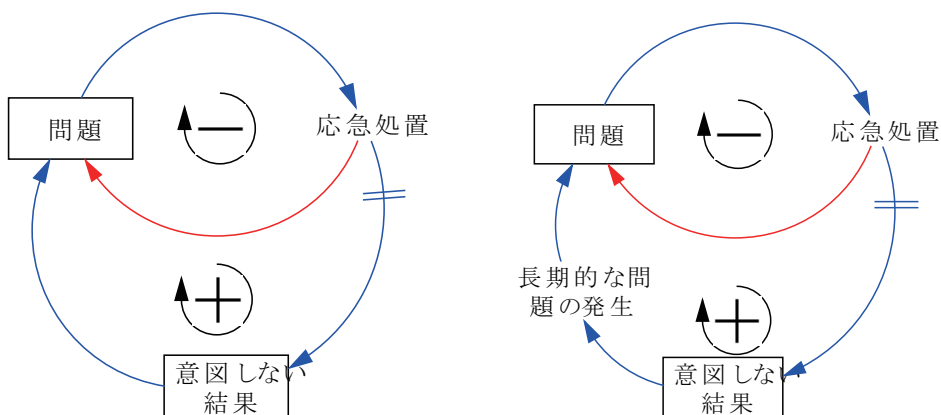 問題
応急処置
意図しない
結果
問題
応急処置
長期的な問
題の発生
意図しない
結果